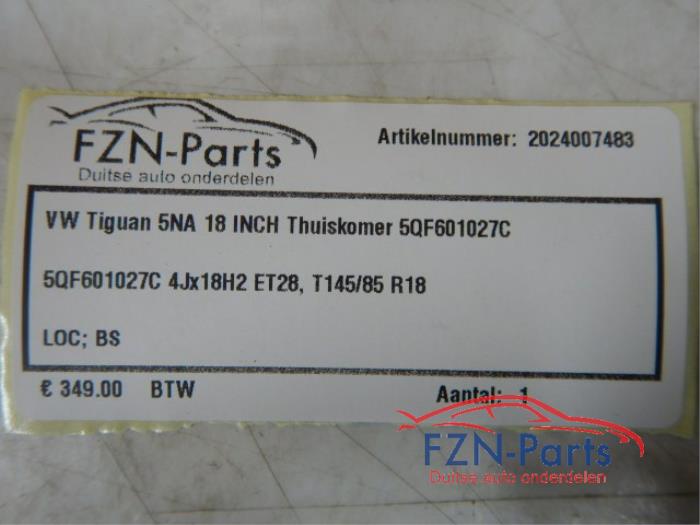 FZN-Parts
Duitse auto onderdelen
Artikelnummer: 2024007483
VW Tiguan 5NA 18 INCH Thuiskomer 5QF601027C
5QF601027C 4Jx18H2 ET28, T145/85 R18
LOC; BS
€ 349.00 BTW
Aantal: 1
FZN-Parts
Duitse auto onderdelen